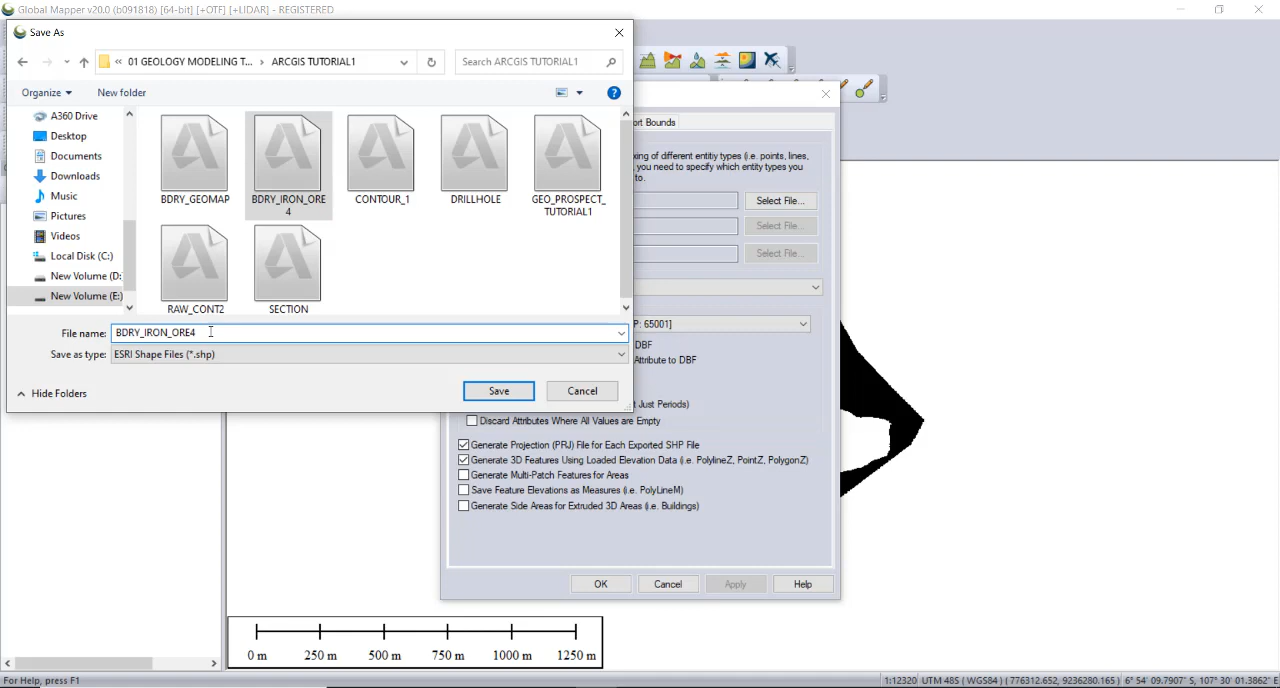 Global Mapper v20.0 (b091818) [64-bit] [+OTF] [+LIDAR] - REGISTERED
Save As
« 01 GEOLOGY MODELING T... › ARCGIS TUTORIAL1
Search ARCGIS TUTORIAL1
Organize
New folder
A360 Drive
Desktop
Documents
Downloads
Music
Pictures
Videos
Local Disk (C:)
New Volume (D:
New Volume (E:)
BDRY_GEOMAP
BDRY_IRON_ORE
4
CONTOUR_1
DRILLHOLE
GEO_PROSPECT_
TUTORIAL1
RAW_CONT2
SECTION
File name: BDRY_IRON_ORE4
Save as type: ESRI Shape Files (*.shp)
Hide Folders
Save
Cancel
ort Bounds
xing of different entitiy types (i.e. points, lines,
you need to specify which entity types you
to.
Select File...
Select File...
Select File...
P: 65001]
DBF
Attribute to DBF
t Just Periods)
Discard Attributes Where All Values are Empty
Generate Projection (PRJ) File for Each Exported SHP File
Generate 3D Features Using Loaded Elevation Data (i.e. PolylineZ, PointZ, PolygonZ)
Generate Multi-Patch Features for Areas
Save Feature Elevations as Measures (i.e. PolyLineM)
Generate Side Areas for Extruded 3D Areas (i.e. Buildings)
OK
Cancel
Apply
Help
0 m 250 m 500 m 750 m 1000 m 1250 m
For Help, press F1
1:12320 UTM 48S ( WGS84 ) ( 776312.652, 9236280.165 ) 6° 54' 09.7907" S, 107° 30' 01.3862" E